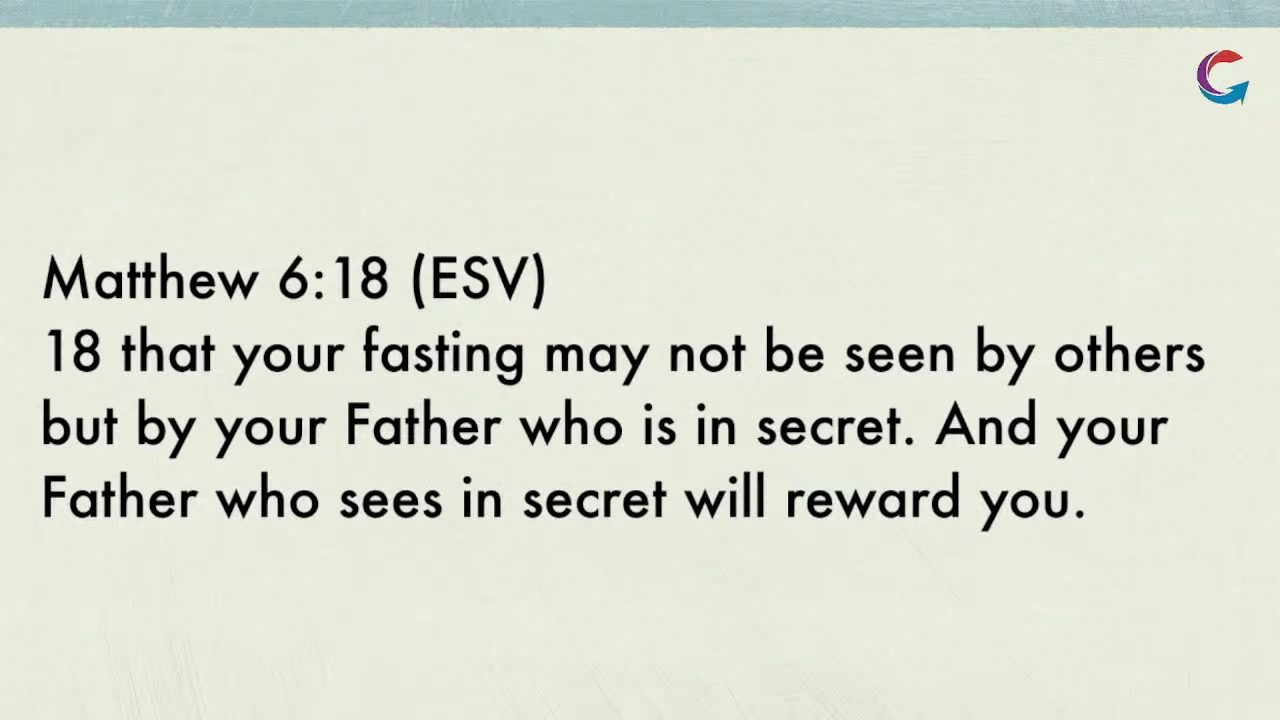 Matthew 6:18 (ESV)
18 that your fasting may not be seen by others
but by your Father who is in secret. And your
Father who sees in secret will reward you.